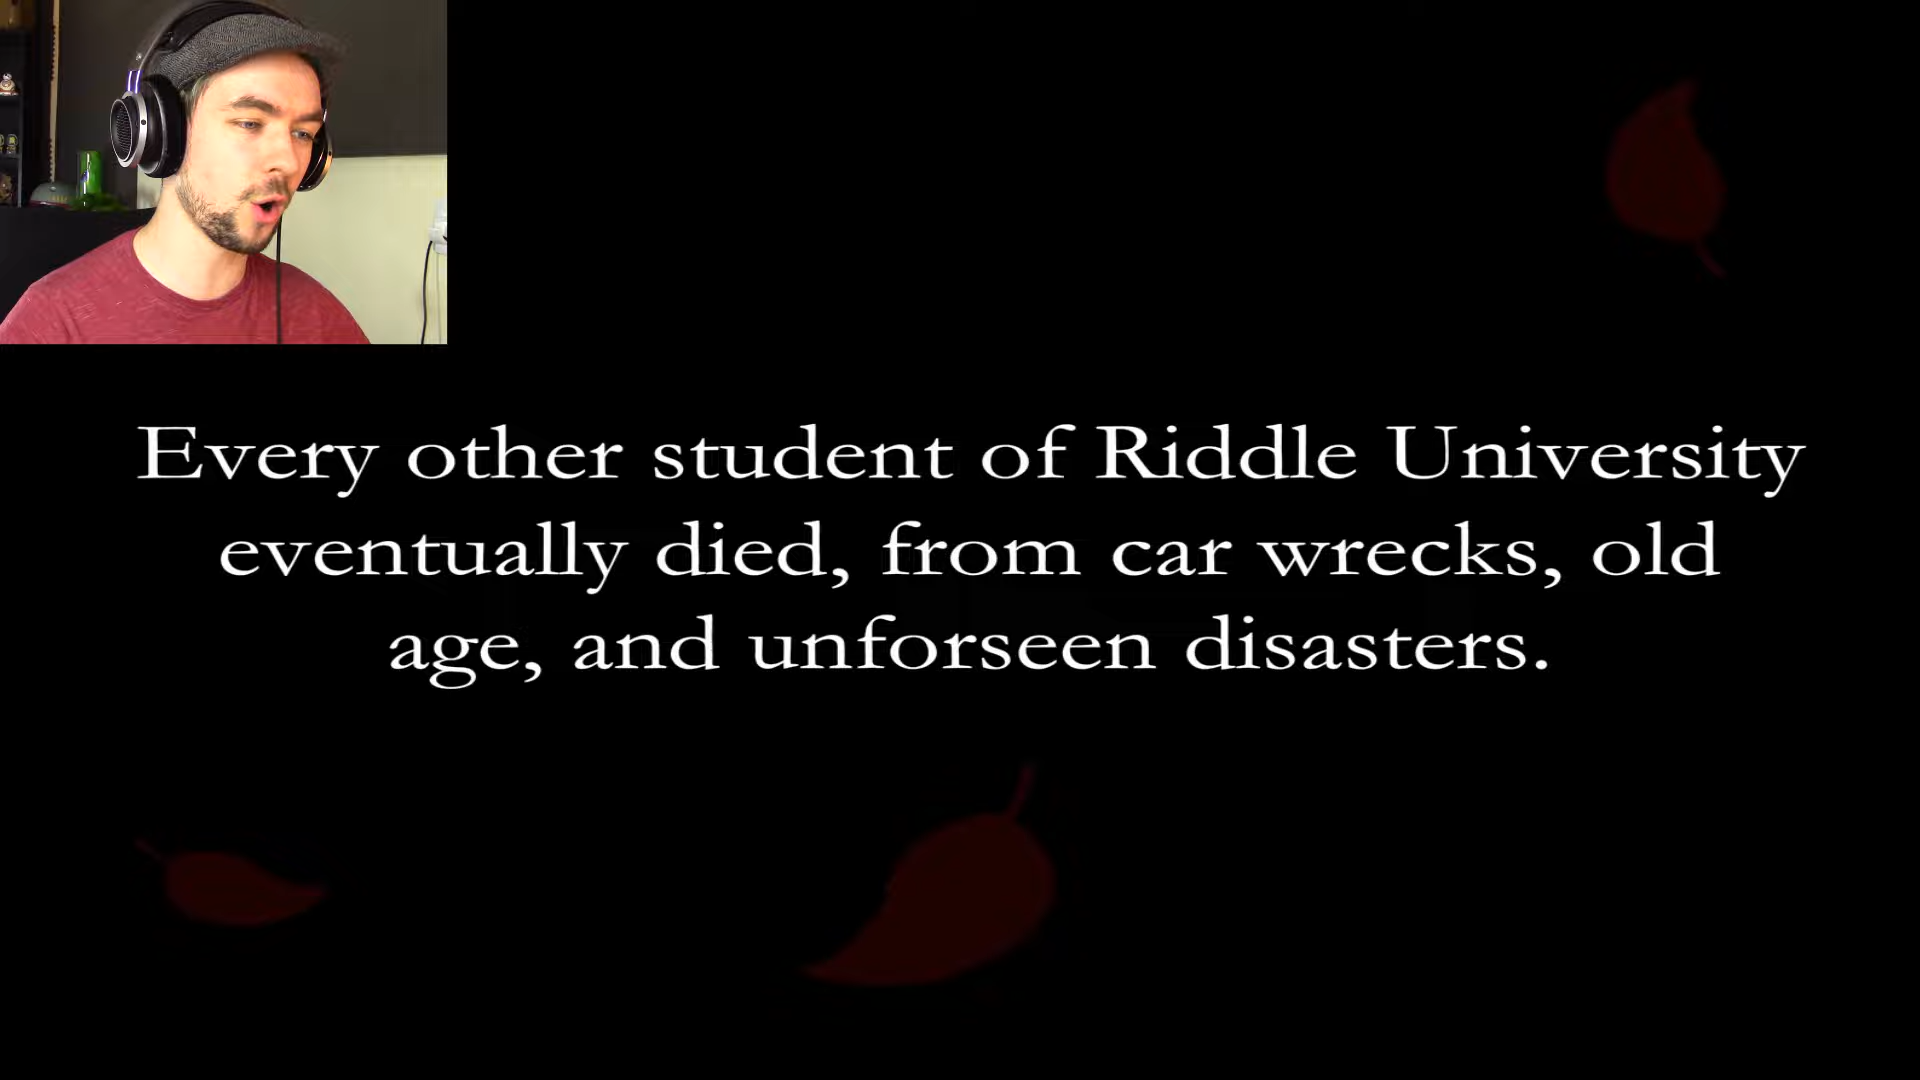 Every other student of Riddle University
eventually died, from car wrecks, old
age, and unforseen disasters.